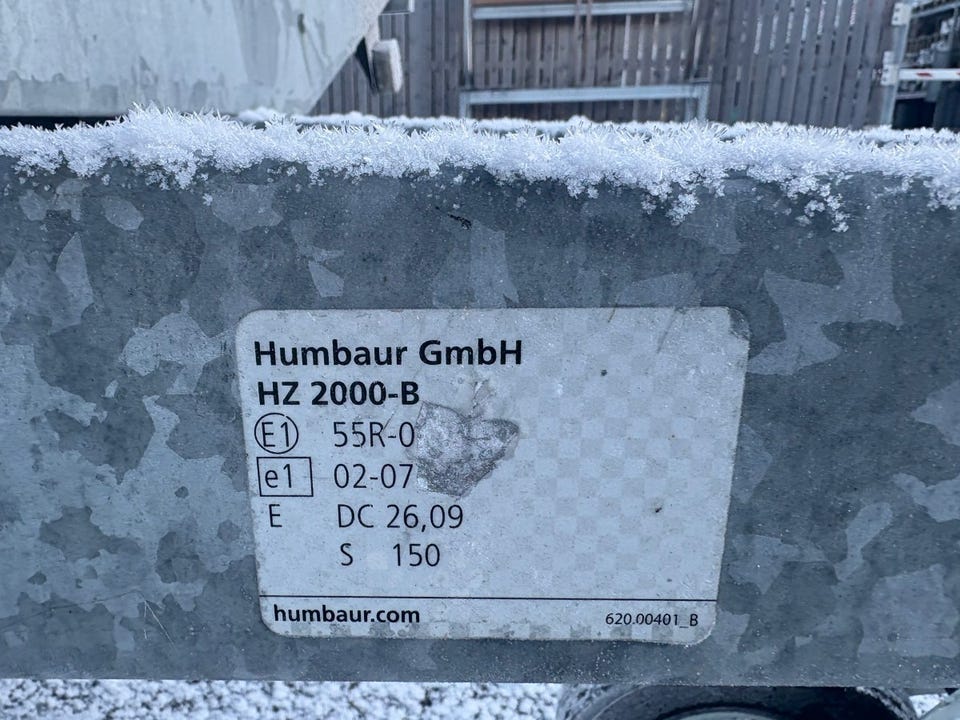 Humbaur GmbH
HZ 2000-B
E1 55R-0
e1 02-07
E DC 26,09
S 150
humbaur.com 620.00401_B